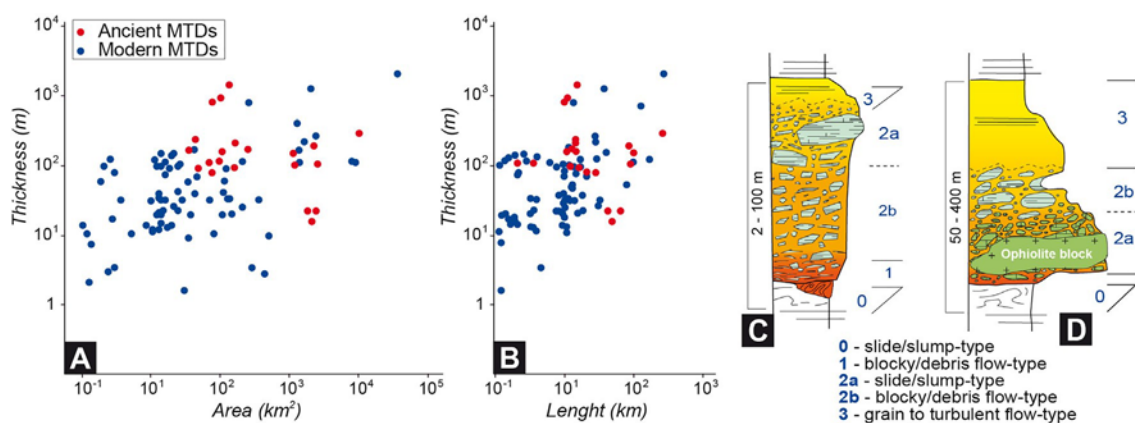 Ancient MTDs
Modern MTDs
Thickness (m)
10⁴
10³
10²
10¹
1
A
10⁻¹
10¹
10²
10³
10⁴
10⁵
Area (km²)
Thickness (m)
10⁴
10³
10²
10¹
1
B
10⁻¹
10¹
10²
10³
Lenght (km)
2 - 100 m
3
2a
2b
1
0
C
50 - 400 m
3
2b
2a
Ophiolite block
0
D
0 - slide/slump-type
1 - blocky/debris flow-type
2a - slide/slump-type
2b - blocky/debris flow-type
3 - grain to turbulent flow-type